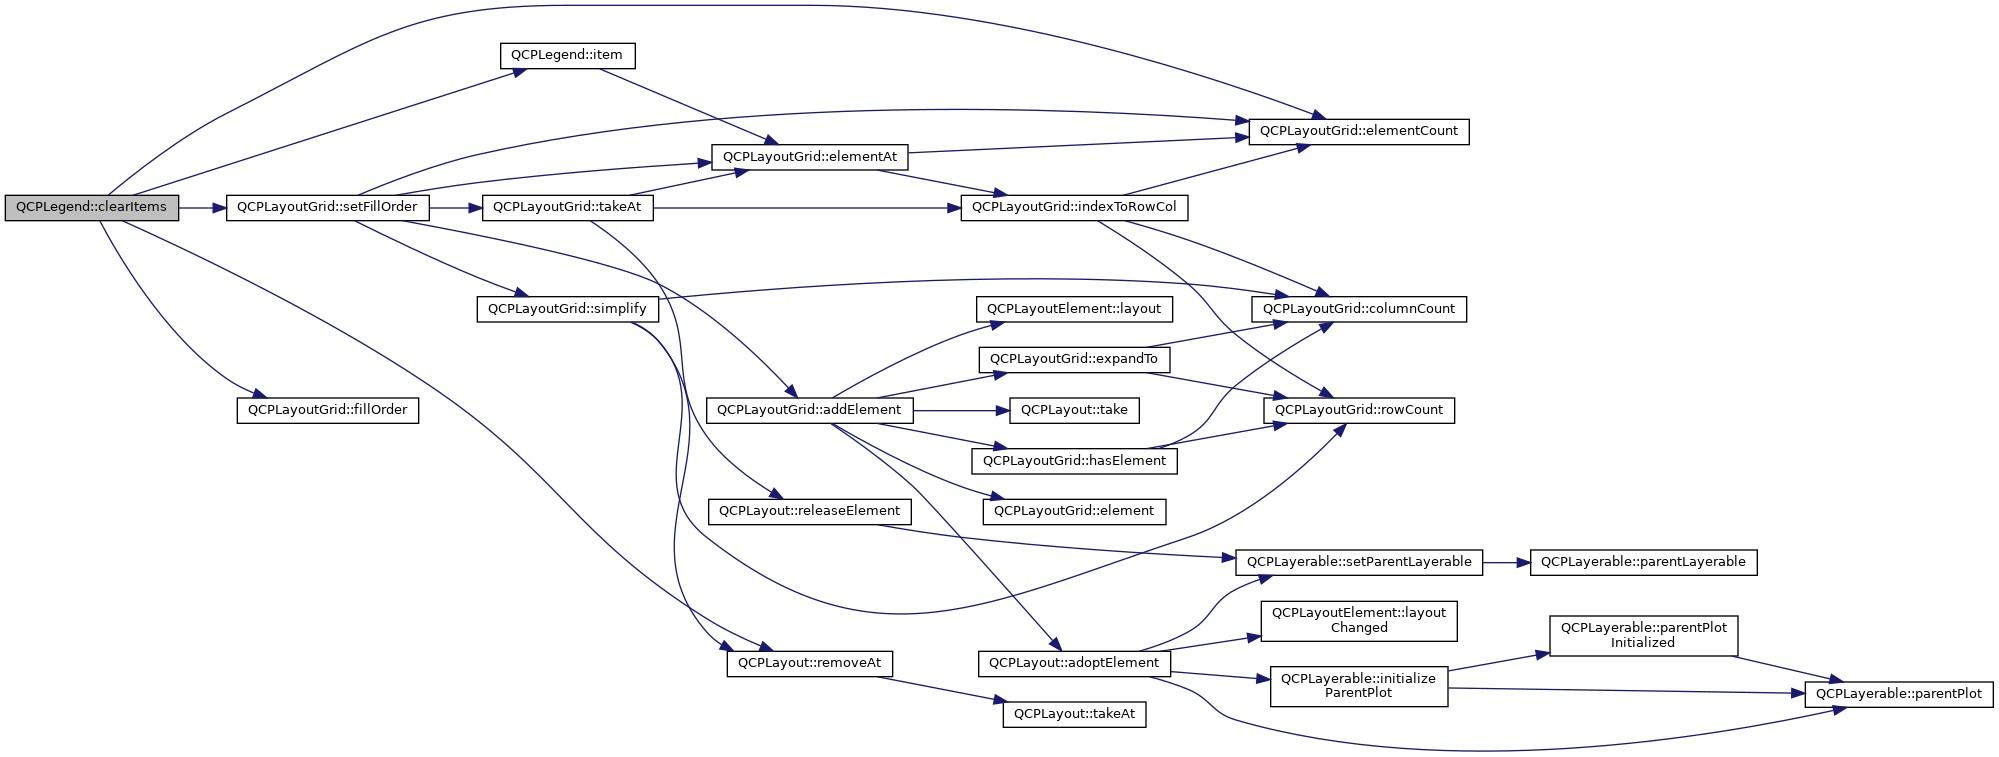 QCPLegend::clearItems
QCPLegend::item
QCPLayoutGrid::setFillOrder
QCPLayoutGrid::fillOrder
QCPLayoutGrid::takeAt
QCPLayoutGrid::simplify
QCPLayoutGrid::elementAt
QCPLayoutGrid::addElement
QCPLayout::releaseElement
QCPLayout::removeAt
QCPLayoutGrid::indexToRowCol
QCPLayoutElement::layout
QCPLayoutGrid::expandTo
QCPLayout::take
QCPLayoutGrid::hasElement
QCPLayoutGrid::element
QCPLayout::adoptElement
QCPLayout::takeAt
QCPLayoutGrid::elementCount
QCPLayoutGrid::columnCount
QCPLayoutGrid::rowCount
QCPLayerable::setParentLayerable
QCPLayoutElement::layout
Changed
QCPLayerable::initialize
ParentPlot
QCPLayerable::parentLayerable
QCPLayerable::parentPlot
Initialized
QCPLayerable::parentPlot